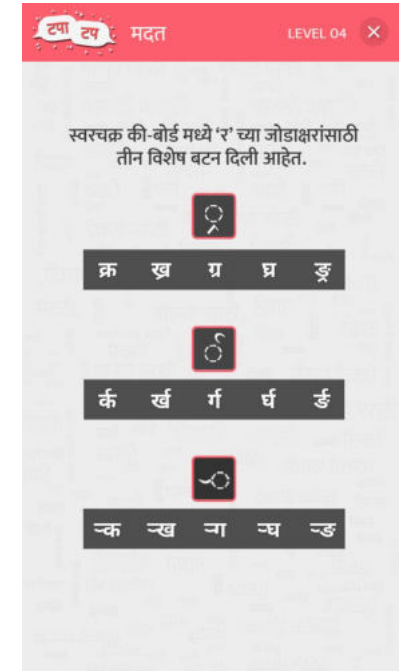 टपा टप मदत LEVEL 04 ×
स्वरचक्र की-बोर्ड मध्ये ‘र’ च्या जोडाक्षरांसाठी
तीन विशेष बटन दिली आहेत.
्र
क्र ख्र ग्र घ्र ङ्र
र्
र्क र्ख र्ग र्घ र्ङ
ऱ्
ऱ्क ऱ्ख ऱ्ग ऱ्घ ऱ्ङ